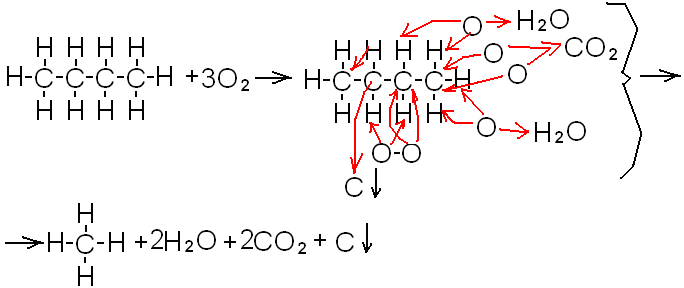 O H₂O
H H H H H H H H O CO₂
H-C-C-C-C-H +3O₂ → H-C-C-C-C-H O →
H H H H H H H H O H₂O
O-O
C ↓
H
→ H-C-H +2H₂O +2CO₂ + C ↓
H